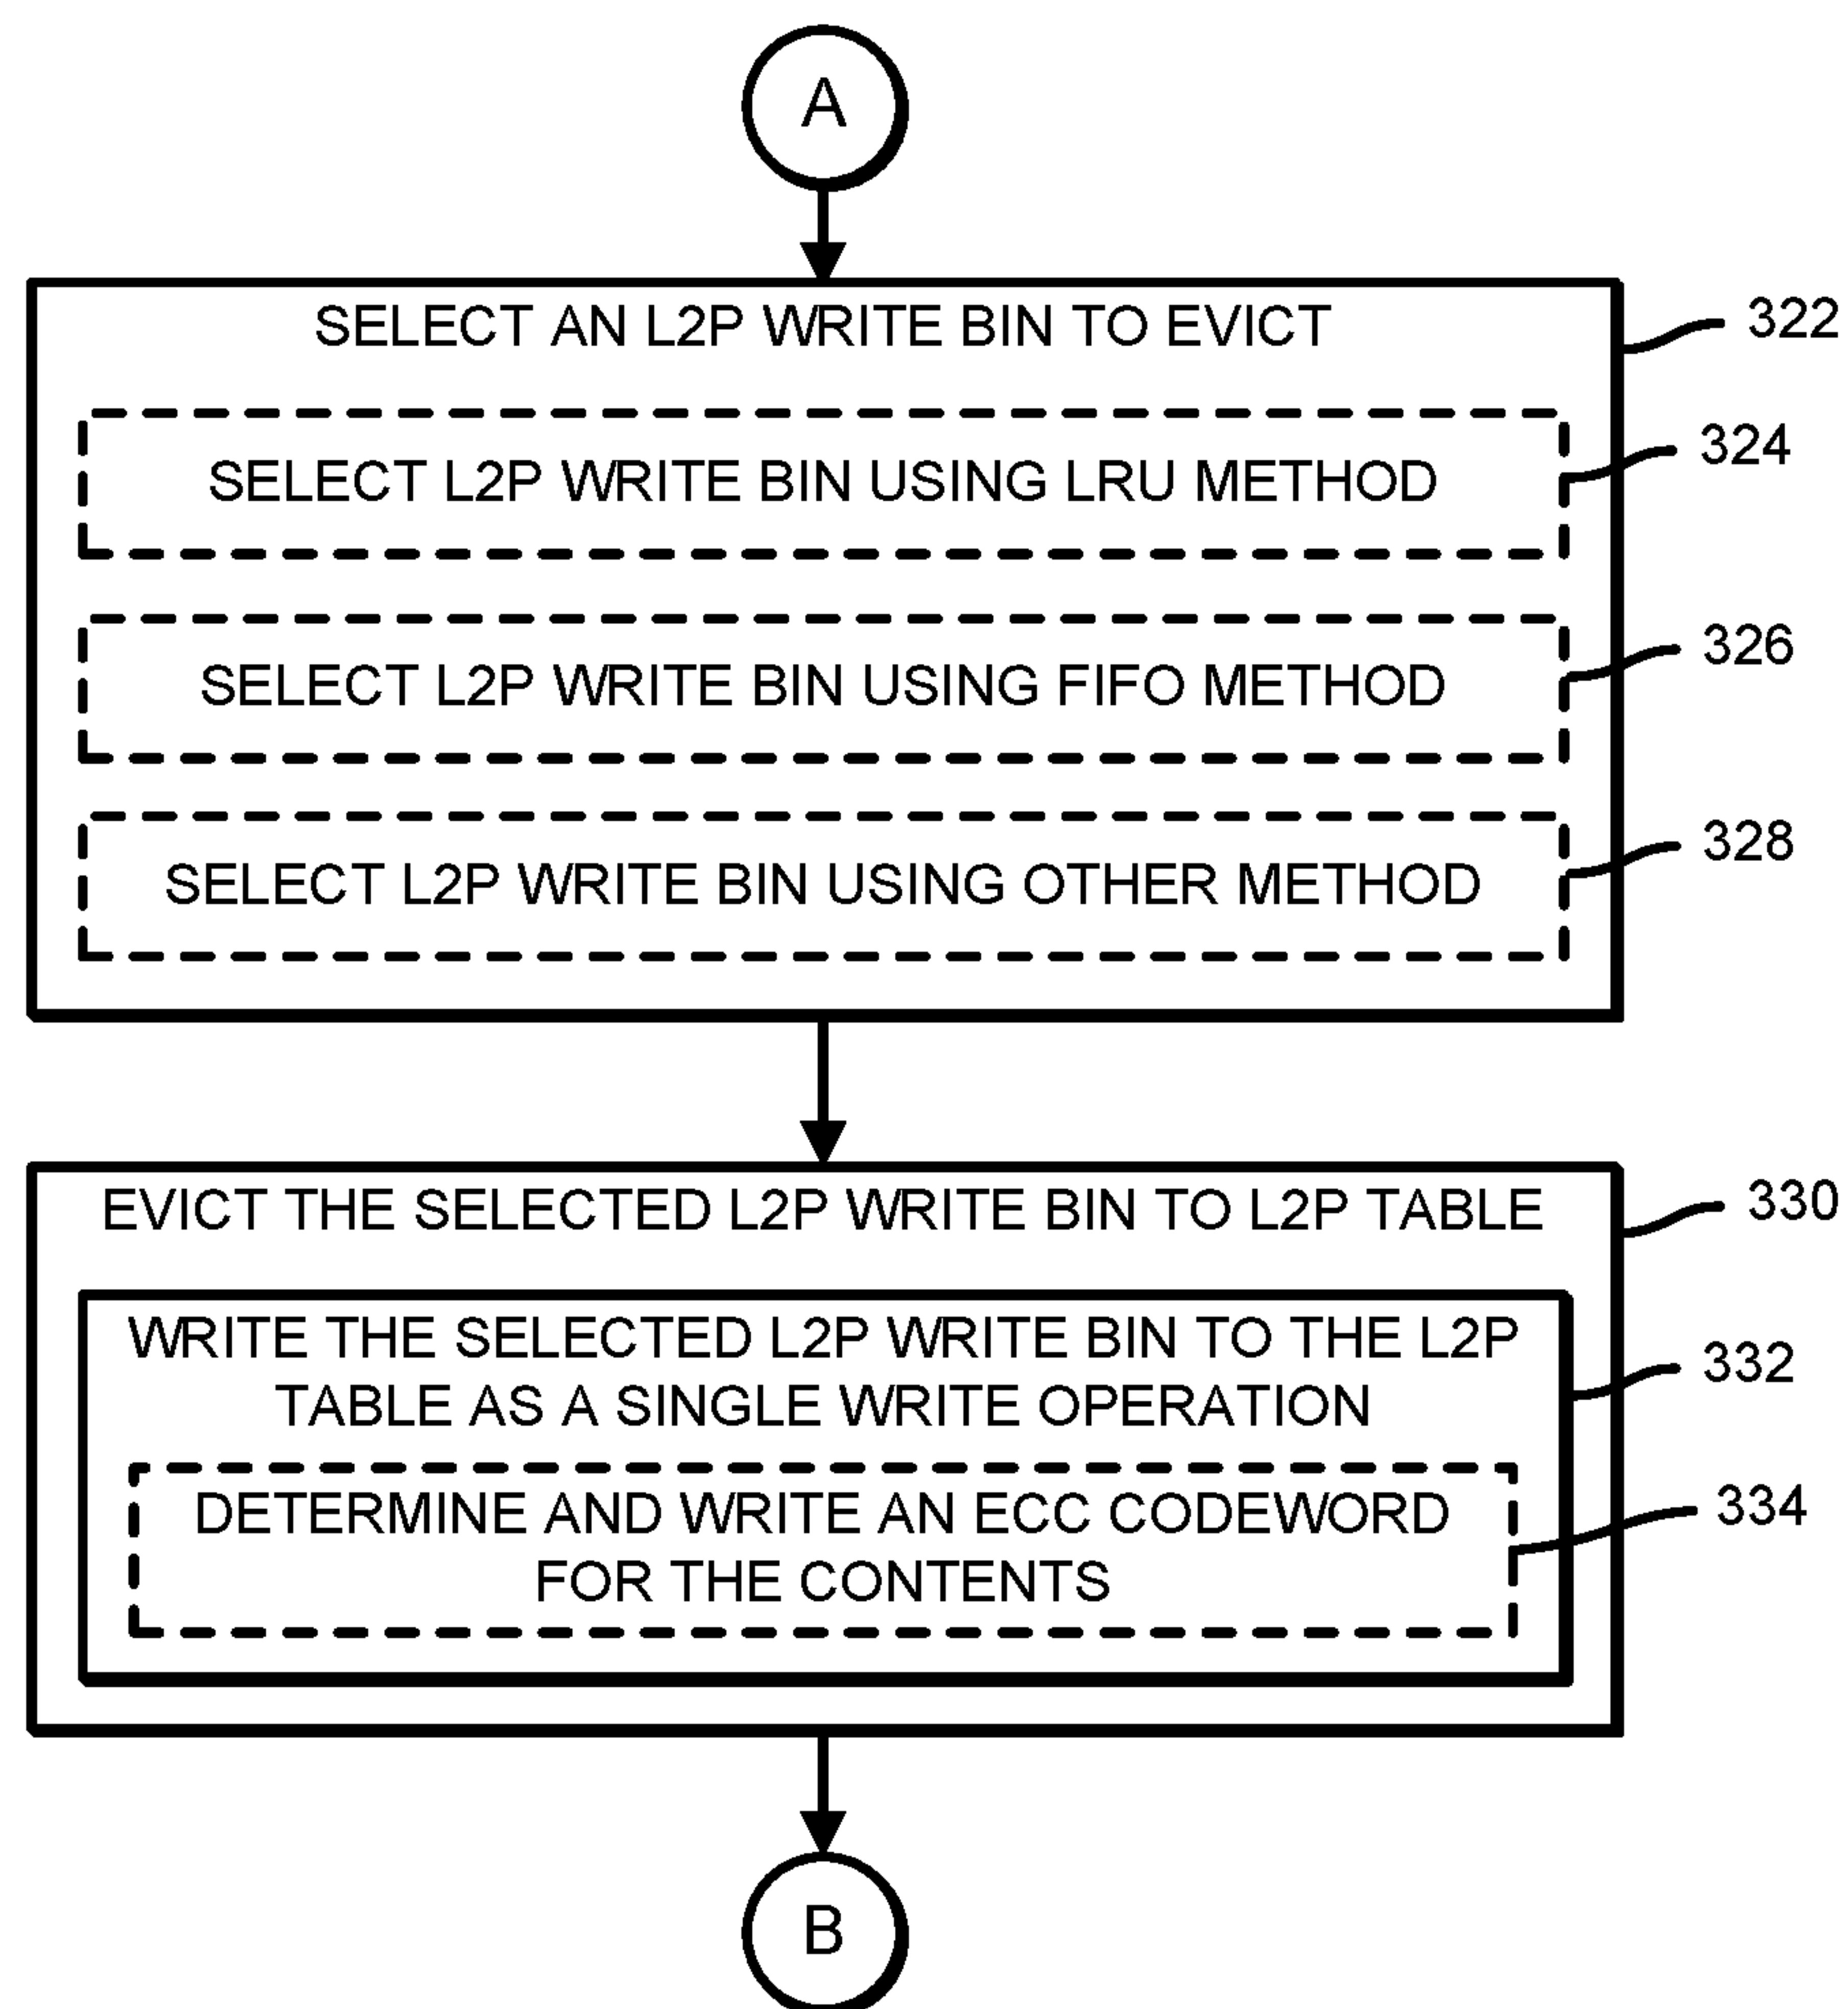 A
SELECT AN L2P WRITE BIN TO EVICT
322
SELECT L2P WRITE BIN USING LRU METHOD
324
SELECT L2P WRITE BIN USING FIFO METHOD
326
SELECT L2P WRITE BIN USING OTHER METHOD
328
EVICT THE SELECTED L2P WRITE BIN TO L2P TABLE
330
WRITE THE SELECTED L2P WRITE BIN TO THE L2P
TABLE AS A SINGLE WRITE OPERATION
332
DETERMINE AND WRITE AN ECC CODEWORD
FOR THE CONTENTS
334
B